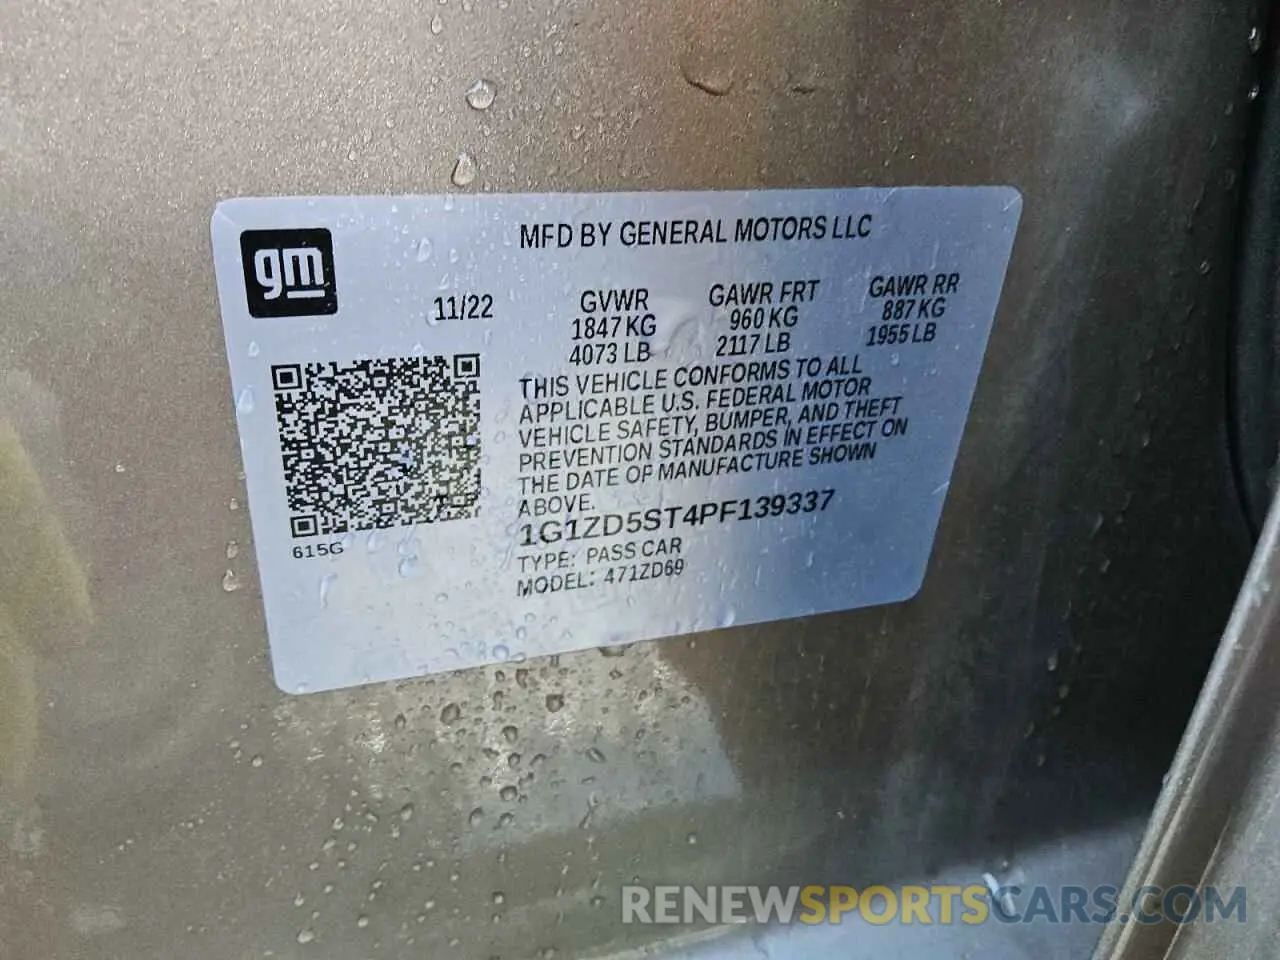 gm
MFD BY GENERAL MOTORS LLC
11/22
GVWR
1847 KG
4073 LB
GAWR FRT
960 KG
2117 LB
GAWR RR
887 KG
1955 LB
THIS VEHICLE CONFORMS TO ALL
APPLICABLE U.S. FEDERAL MOTOR
VEHICLE SAFETY, BUMPER, AND THEFT
PREVENTION STANDARDS IN EFFECT ON
THE DATE OF MANUFACTURE SHOWN
ABOVE.
1G1ZD5ST4PF139337
TYPE: PASS CAR
MODEL: 471ZD69
615G
RENEWSPORTSCARS.COM